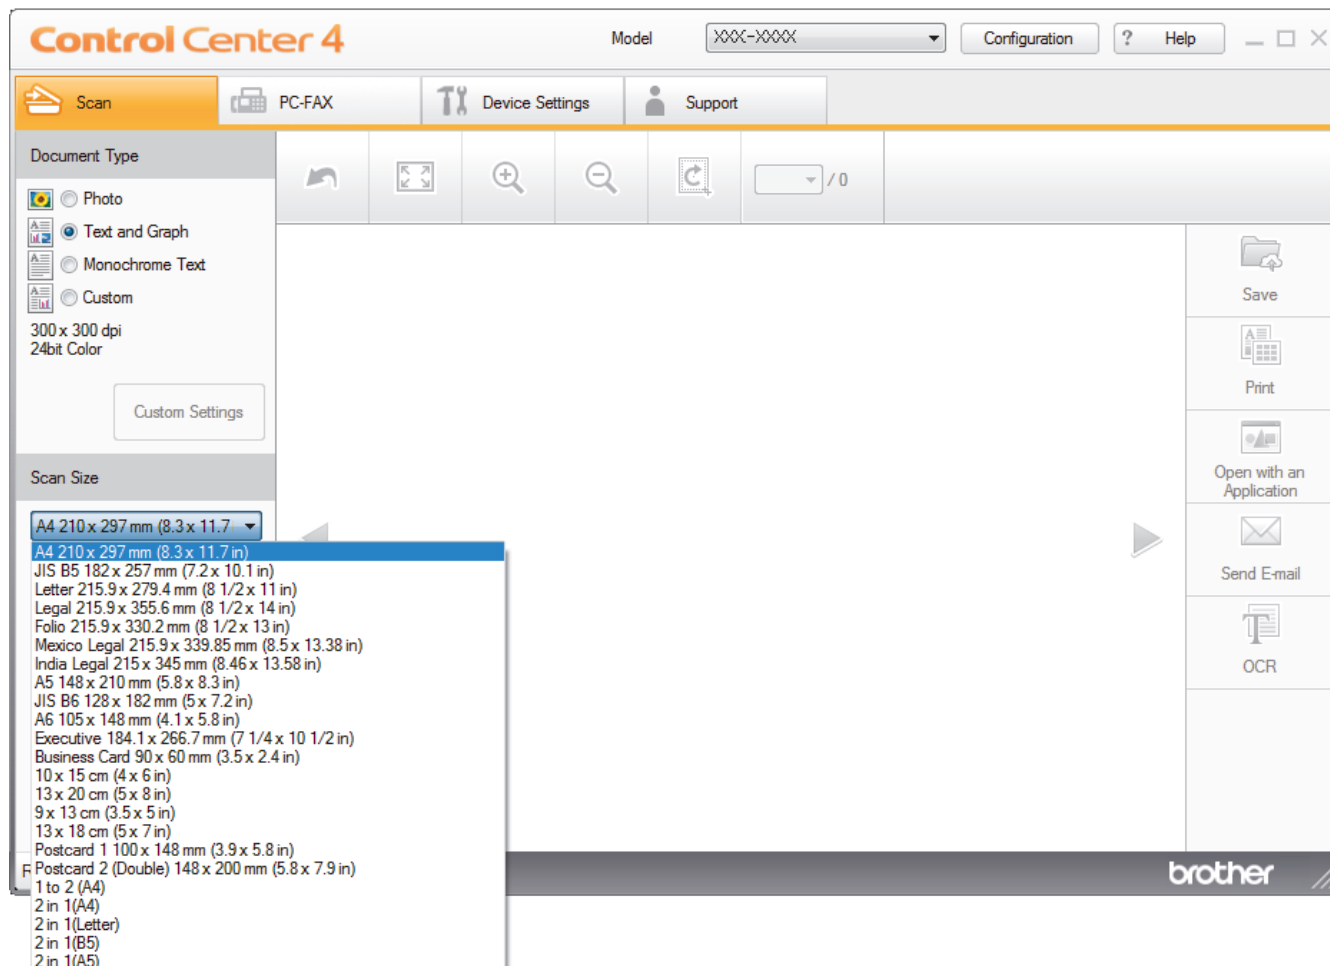 Control Center 4
Model
XXX-XXXX
Configuration
? Help
Scan
PC-FAX
Device Settings
Support
Document Type
Photo
Text and Graph
Monochrome Text
Custom
300 x 300 dpi
24bit Color
Custom Settings
/ 0
Scan Size
A4 210 x 297 mm (8.3 x 11.7
A4 210 x 297 mm (8.3 x 11.7 in)
JIS B5 182 x 257 mm (7.2 x 10.1 in)
Letter 215.9 x 279.4 mm (8 1/2 x 11 in)
Legal 215.9 x 355.6 mm (8 1/2 x 14 in)
Folio 215.9 x 330.2 mm (8 1/2 x 13 in)
Mexico Legal 215.9 x 339.85 mm (8.5 x 13.38 in)
India Legal 215 x 345 mm (8.46 x 13.58 in)
A5 148 x 210 mm (5.8 x 8.3 in)
JIS B6 128 x 182 mm (5 x 7.2 in)
A6 105 x 148 mm (4.1 x 5.8 in)
Executive 184.1 x 266.7 mm (7 1/4 x 10 1/2 in)
Business Card 90 x 60 mm (3.5 x 2.4 in)
10 x 15 cm (4 x 6 in)
13 x 20 cm (5 x 8 in)
9 x 13 cm (3.5 x 5 in)
13 x 18 cm (5 x 7 in)
Postcard 1 100 x 148 mm (3.9 x 5.8 in)
Postcard 2 (Double) 148 x 200 mm (5.8 x 7.9 in)
1 to 2 (A4)
2 in 1(A4)
2 in 1(Letter)
2 in 1(B5)
2 in 1(A5)
Save
Print
Open with an
Application
Send E-mail
OCR
brother